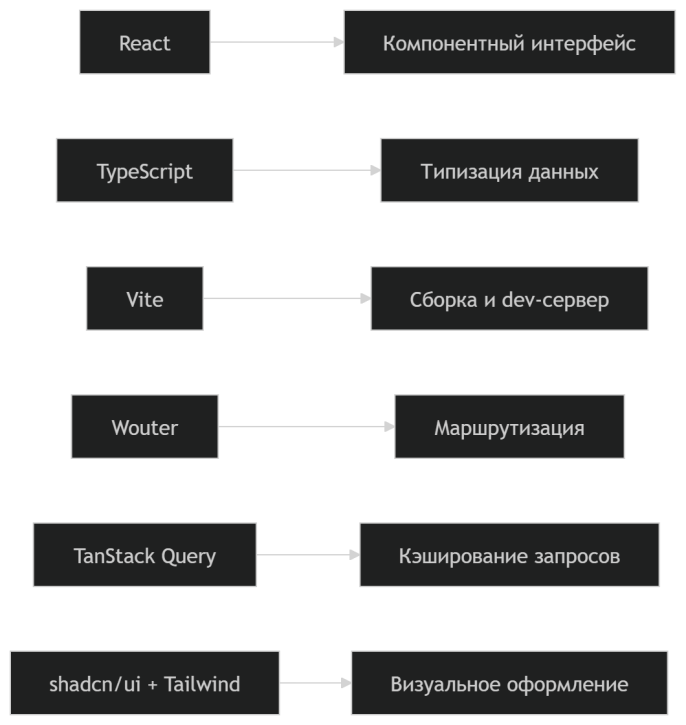 React
Компонентный интерфейс
TypeScript
Типизация данных
Vite
Сборка и dev-сервер
Wouter
Маршрутизация
TanStack Query
Кэширование запросов
shadcn/ui + Tailwind
Визуальное оформление